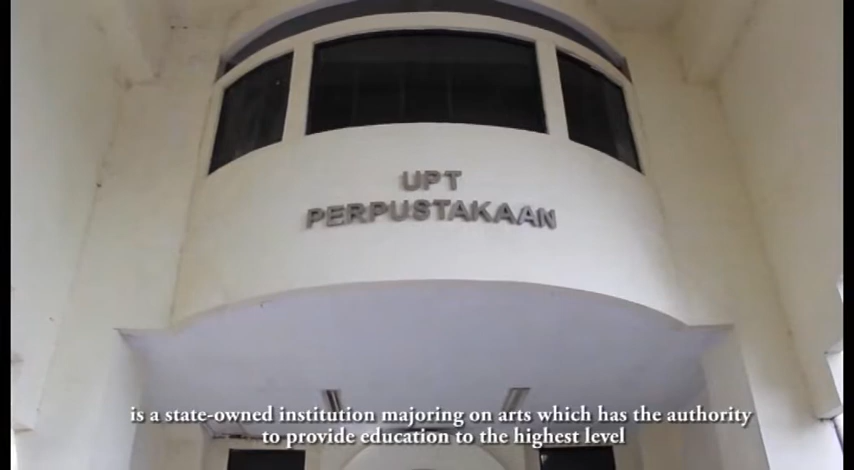 UPT
PERPUSTAKAAN
is a state-owned institution majoring on arts which has the authority
to provide education to the highest level